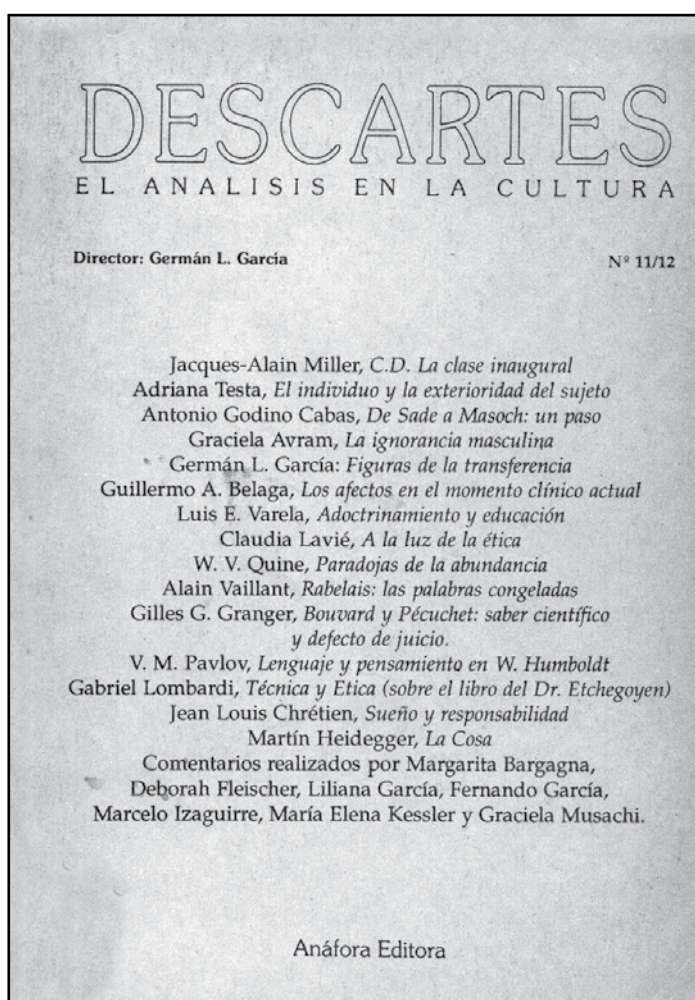 DESCARTES
EL ANALISIS EN LA CULTURA
Director: Germán L. García Nº 11/12
Jacques-Alain Miller, C.D. La clase inaugural
Adriana Testa, El individuo y la exterioridad del sujeto
Antonio Godino Cabas, De Sade a Masoch: un paso
Graciela Avram, La ignorancia masculina
Germán L. García: Figuras de la transferencia
Guillermo A. Belaga, Los afectos en el momento clínico actual
Luis E. Varela, Adoctrinamiento y educación
Claudia Lavié, A la luz de la ética
W. V. Quine, Paradojas de la abundancia
Alain Vaillant, Rabelais: las palabras congeladas
Gilles G. Granger, Bouvard y Pécuchet: saber científico
y defecto de juicio.
V. M. Pavlov, Lenguaje y pensamiento en W. Humboldt
Gabriel Lombardi, Técnica y Etica (sobre el libro del Dr. Etchegoyen)
Jean Louis Chrétien, Sueño y responsabilidad
Martín Heidegger, La Cosa
Comentarios realizados por Margarita Bargagna,
Deborah Fleischer, Liliana García, Fernando García,
Marcelo Izaguirre, María Elena Kessler y Graciela Musachi.
Anáfora Editora